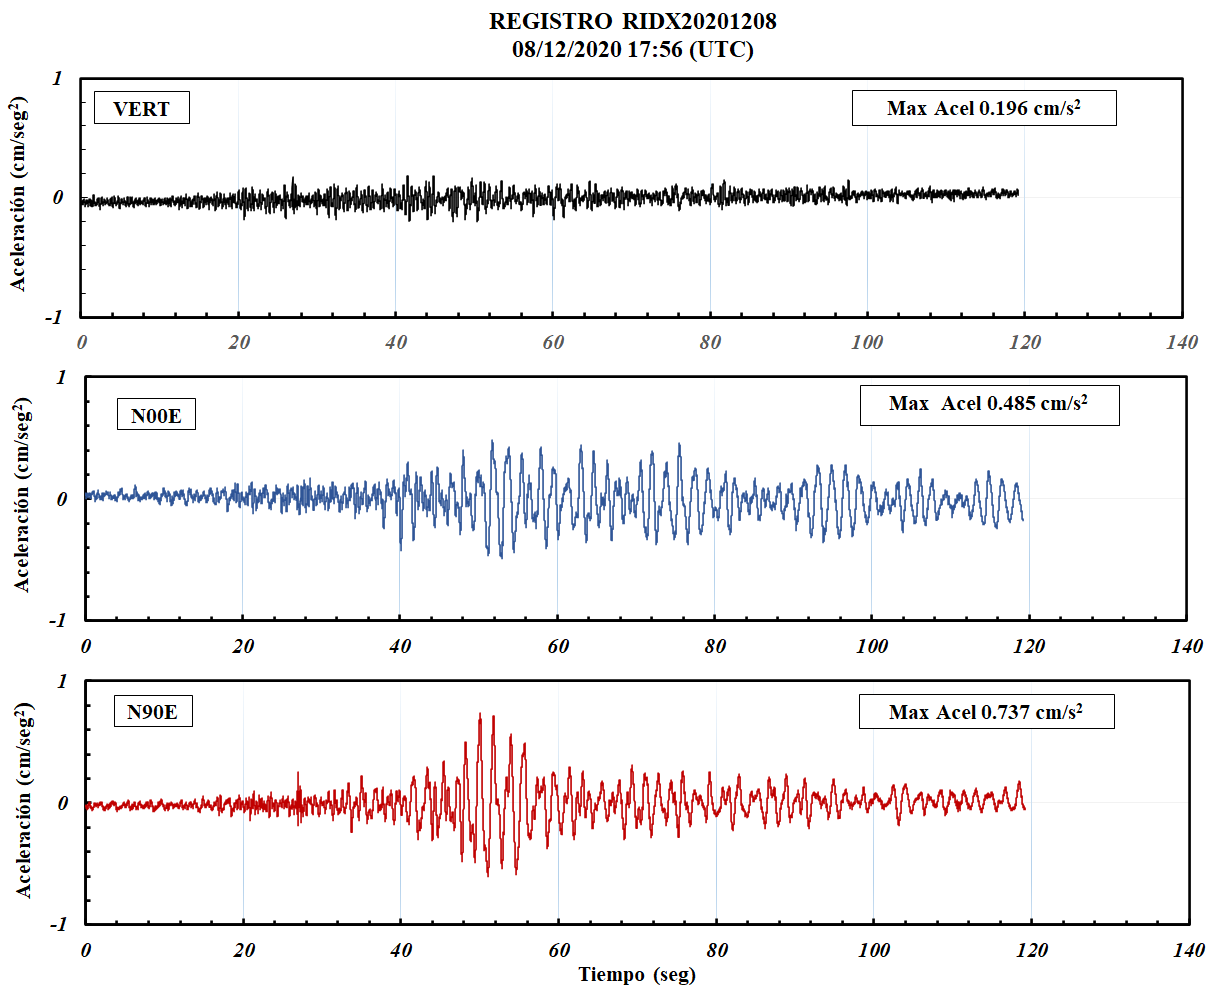 REGISTRO RIDX20201208
08/12/2020 17:56 (UTC)
Aceleración (cm/seg²)
1
0
-1
VERT
Max Acel 0.196 cm/s²
0 20 40 60 80 100 120 140
Aceleración (cm/seg²)
1
0
-1
N00E
Max Acel 0.485 cm/s²
0 20 40 60 80 100 120 140
Aceleración (cm/seg²)
1
0
-1
N90E
Max Acel 0.737 cm/s²
0 20 40 60 80 100 120 140
Tiempo (seg)